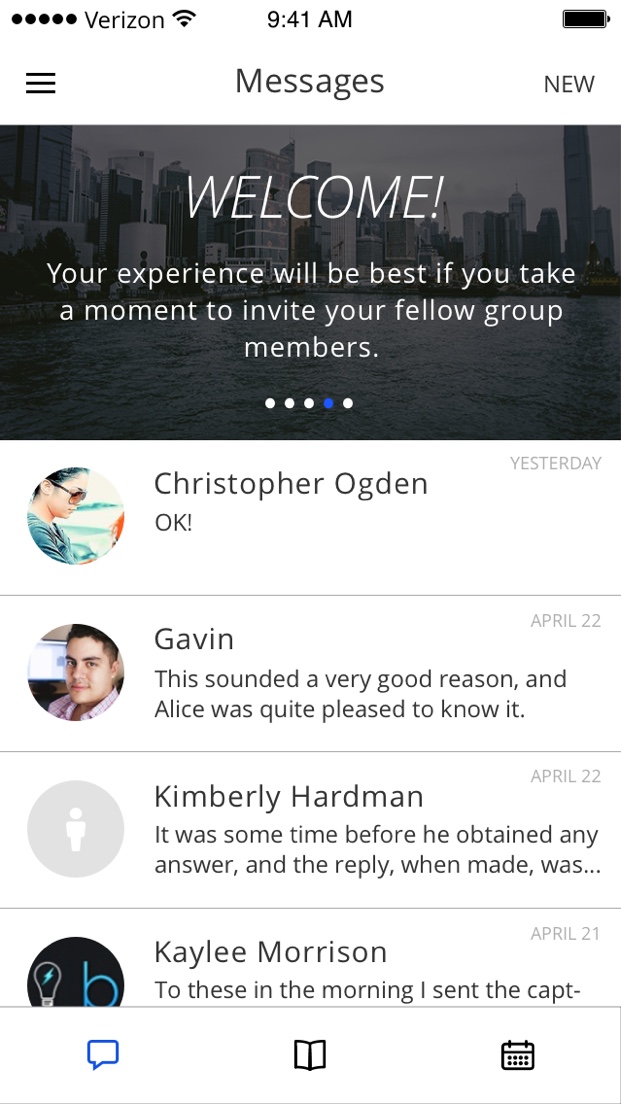 Verizon 9:41 AM
Messages NEW
WELCOME!
Your experience will be best if you take
a moment to invite your fellow group
members.
YESTERDAY
Christopher Ogden
OK!
APRIL 22
Gavin
This sounded a very good reason, and
Alice was quite pleased to know it.
APRIL 22
Kimberly Hardman
It was some time before he obtained any
answer, and the reply, when made, was...
APRIL 21
Kaylee Morrison
b
To these in the morning I sent the capt-